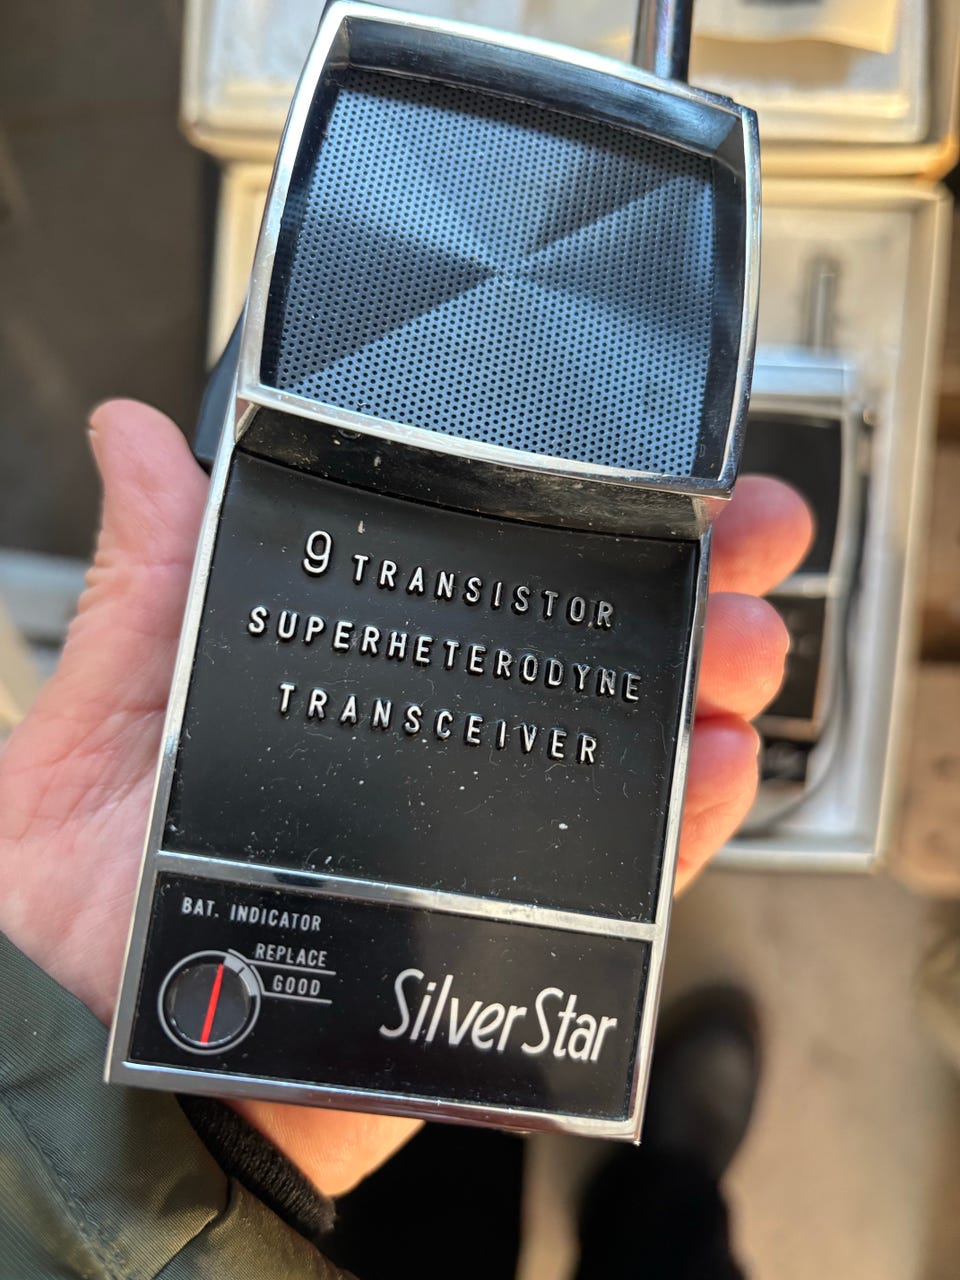 9 TRANSISTOR
SUPERHETERODYNE
TRANSCEIVER
BAT. INDICATOR
REPLACE
GOOD
SilverStar